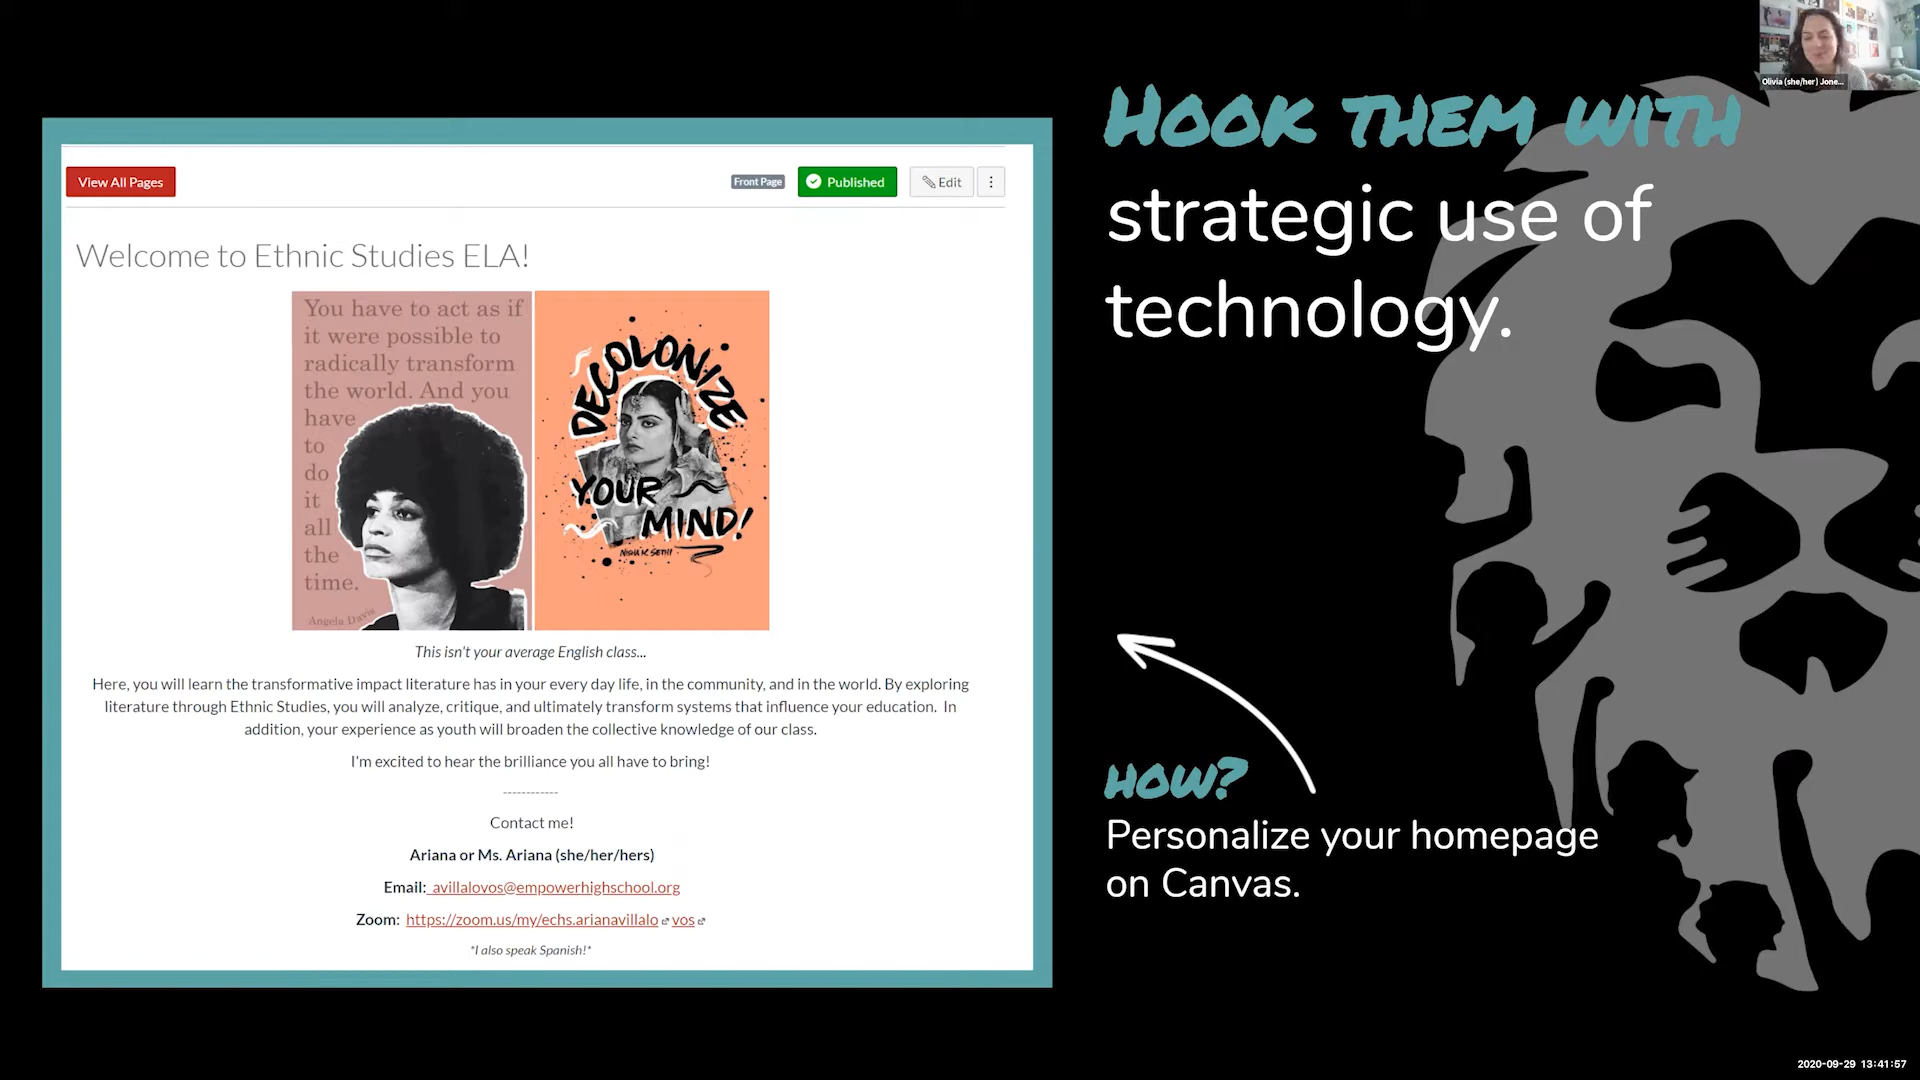 Olivia (she/her) Jone...
HOOK THEM WITH
strategic use of
technology.
View All Pages
Front Page
Published
Edit
Welcome to Ethnic Studies ELA!
You have to act as if
it were possible to
radically transform
the world. And you
have
to
do
it
all
the
time.
Angela Davis
DECOLONIZE
YOUR
MIND!
NISHA K. SETHI
This isn't your average English class...
Here, you will learn the transformative impact literature has in your every day life, in the community, and in the world. By exploring
literature through Ethnic Studies, you will analyze, critique, and ultimately transform systems that influence your education. In
addition, your experience as youth will broaden the collective knowledge of our class.
I'm excited to hear the brilliance you all have to bring!
------------
Contact me!
Ariana or Ms. Ariana (she/her/hers)
Email: avillalovos@empowerhighschool.org
Zoom: https://zoom.us/my/echs.arianavillalo vos
*I also speak Spanish!*
HOW?
Personalize your homepage
on Canvas.
2020-09-29 13:41:57